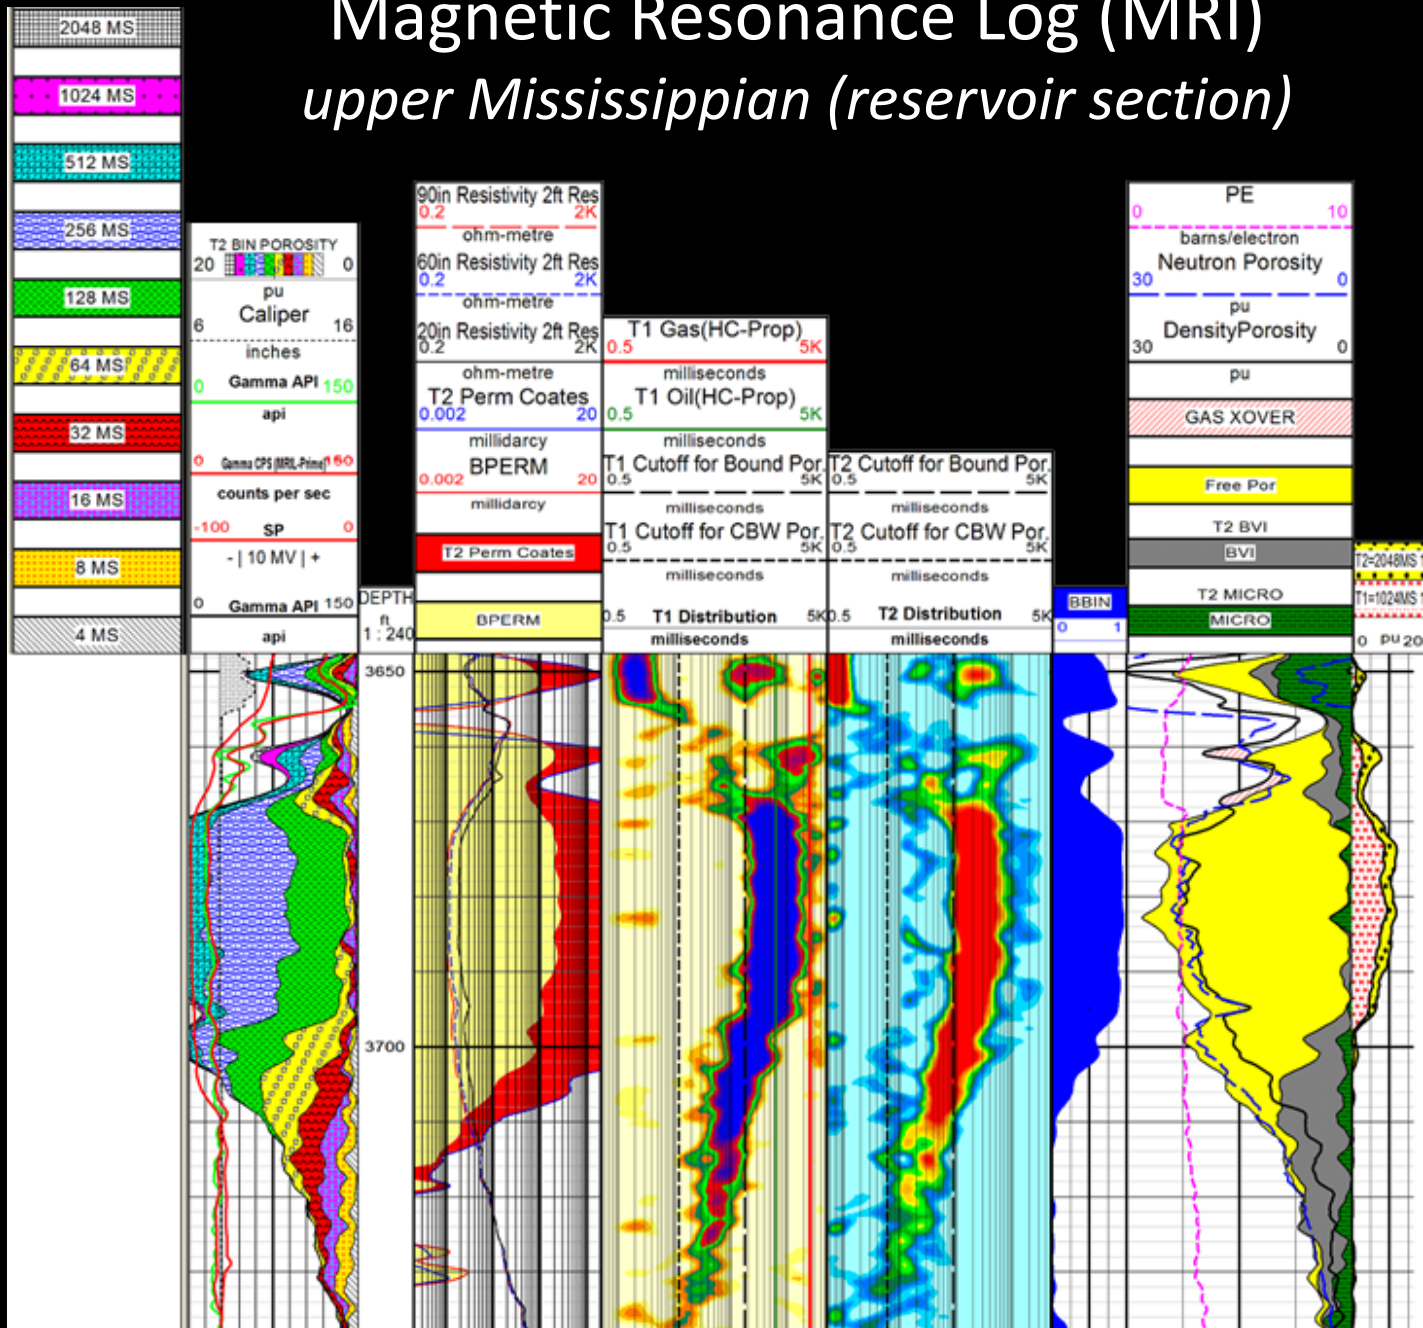 Magnetic Resonance Log (MRI)
upper Mississippian (reservoir section)
2048 MS
1024 MS
512 MS
256 MS
128 MS
64 MS
32 MS
16 MS
8 MS
4 MS
T2 BIN POROSITY
20 0
pu
Caliper
6 16
inches
0 Gamma API 150
api
0 Gamma CPS (MRIL-Prime) 150
counts per sec
-100 SP 0
- | 10 MV | +
0 Gamma API 150
api
DEPTH
ft
1 : 240
90in Resistivity 2ft Res
0.2 2K
ohm-metre
60in Resistivity 2ft Res
0.2 2K
ohm-metre
20in Resistivity 2ft Res
0.2 2K
ohm-metre
T2 Perm Coates
0.002 20
millidarcy
BPERM
0.002 20
millidarcy
T2 Perm Coates
BPERM
T1 Gas(HC-Prop)
0.5 5K
milliseconds
T1 Oil(HC-Prop)
0.5 5K
milliseconds
T1 Cutoff for Bound Por.
0.5 5K
milliseconds
T1 Cutoff for CBW Por.
0.5 5K
milliseconds
0.5 T1 Distribution 5K
milliseconds
T2 Cutoff for Bound Por.
0.5 5K
milliseconds
T2 Cutoff for CBW Por.
0.5 5K
milliseconds
0.5 T2 Distribution 5K
milliseconds
BBIN
0 1
PE
0 10
barns/electron
Neutron Porosity
30 0
pu
DensityPorosity
30 0
pu
GAS XOVER
Free Por
T2 BVI
BVI
T2 MICRO
MICRO
T2=2048MS 1
T1=1024MS 1
0 pu 20
3650
3700